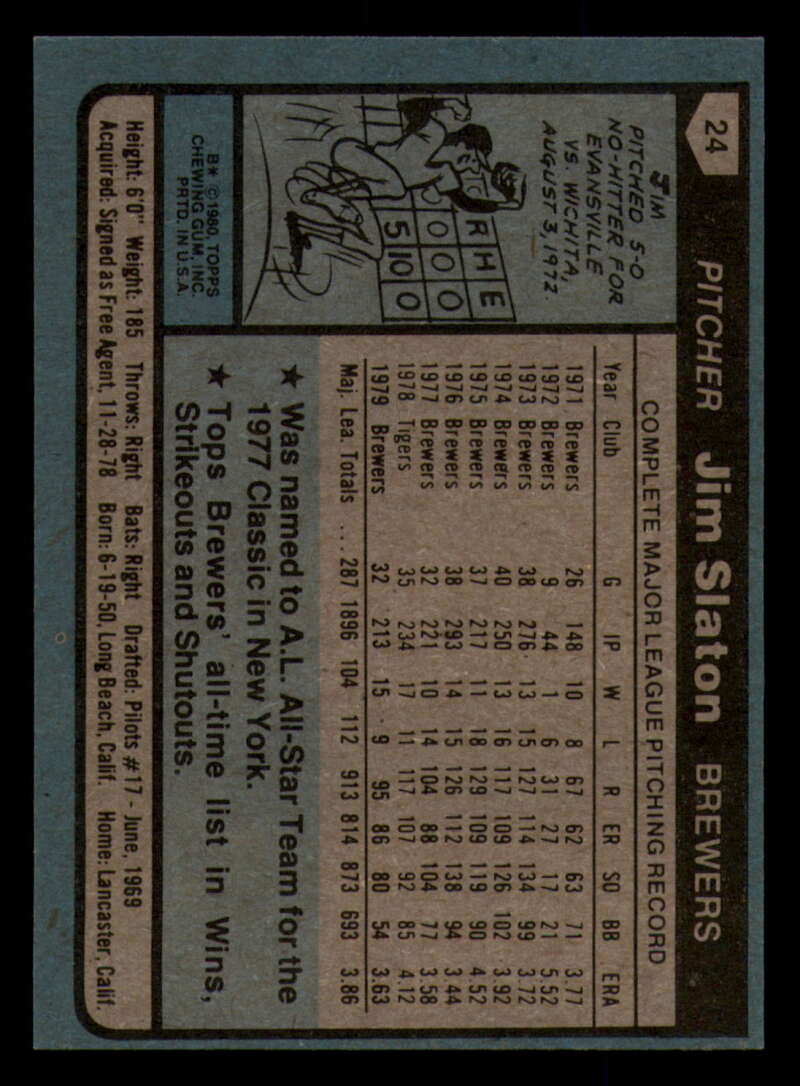 24 PITCHER Jim Slaton BREWERS
JIM
PITCHED 5-0
NO-HITTER FOR
EVANSVILLE
VS. WICHITA,
AUGUST 3, 1972.
R H E
0 0 0
5 10 0
B* © 1980 TOPPS
CHEWING GUM, INC.
PRTD. IN U.S.A.
COMPLETE MAJOR LEAGUE PITCHING RECORD
Year Club G IP W L R ER SO BB ERA
1971 Brewers 26 148 10 8 67 62 63 71 3.77
1972 Brewers 9 44 1 6 31 27 17 21 5.52
1973 Brewers 38 276 13 15 127 114 134 99 3.72
1974 Brewers 40 250 13 16 117 109 126 102 3.92
1975 Brewers 37 217 11 18 129 109 119 90 4.52
1976 Brewers 38 293 14 15 126 112 138 94 3.44
1977 Brewers 32 221 10 14 104 88 104 77 3.58
1978 Tigers 35 234 17 11 117 107 92 85 4.12
1979 Brewers 32 213 15 9 95 86 80 54 3.63
Maj. Lea. Totals ... 287 1896 104 112 913 814 873 693 3.86
★ Was named to A.L. All-Star Team for the
1977 Classic in New York.
★ Tops Brewers' all-time list in Wins,
Strikeouts and Shutouts.
Height: 6'0" Weight: 185 Throws: Right Bats: Right Drafted: Pilots #17 - June, 1969
Acquired: Signed as Free Agent, 11-28-78 Born: 6-19-50, Long Beach, Calif. Home: Lancaster, Calif.